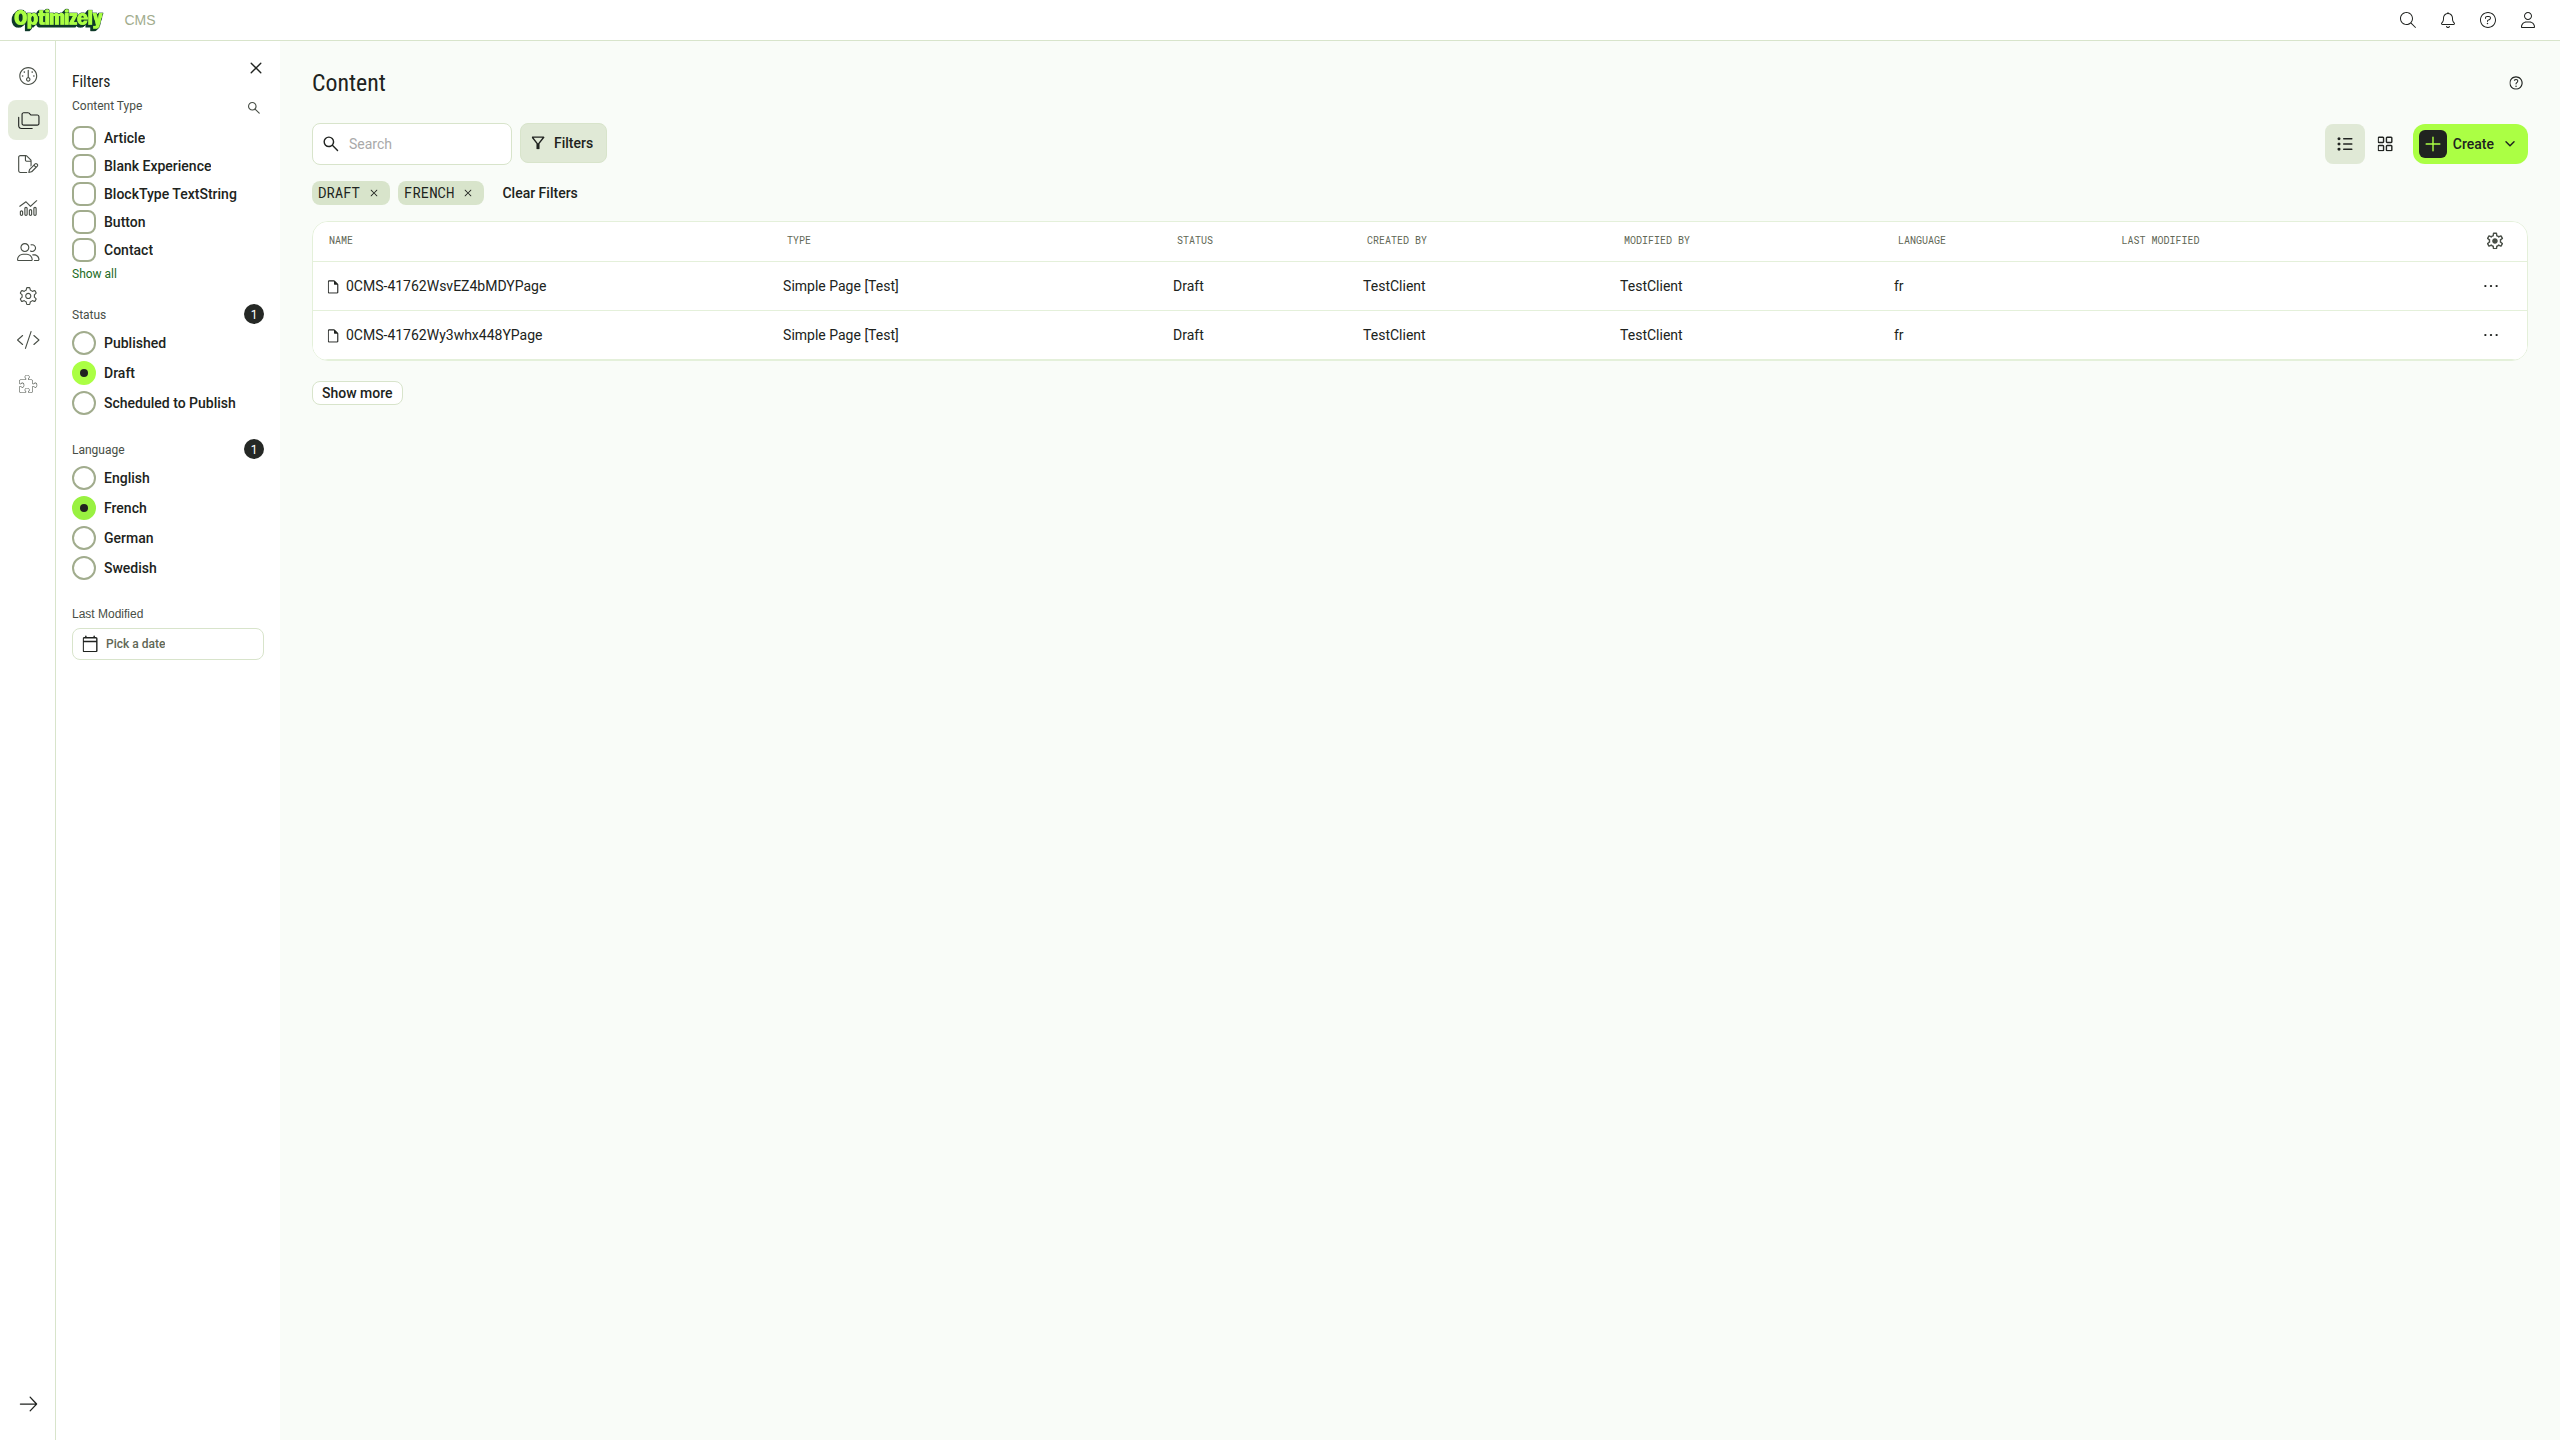 Optimizely CMS
Filters
Content Type
Article
Blank Experience
BlockType TextString
Button
Contact
Show all
Status 1
Published
Draft
Scheduled to Publish
Language 1
English
French
German
Swedish
Last Modified
Pick a date
Content
Search Filters Create
DRAFT FRENCH Clear Filters
NAME TYPE STATUS CREATED BY MODIFIED BY LANGUAGE LAST MODIFIED
0CMS-41762WsvEZ4bMDYPage Simple Page [Test] Draft TestClient TestClient fr
0CMS-41762Wy3whx448YPage Simple Page [Test] Draft TestClient TestClient fr
Show more